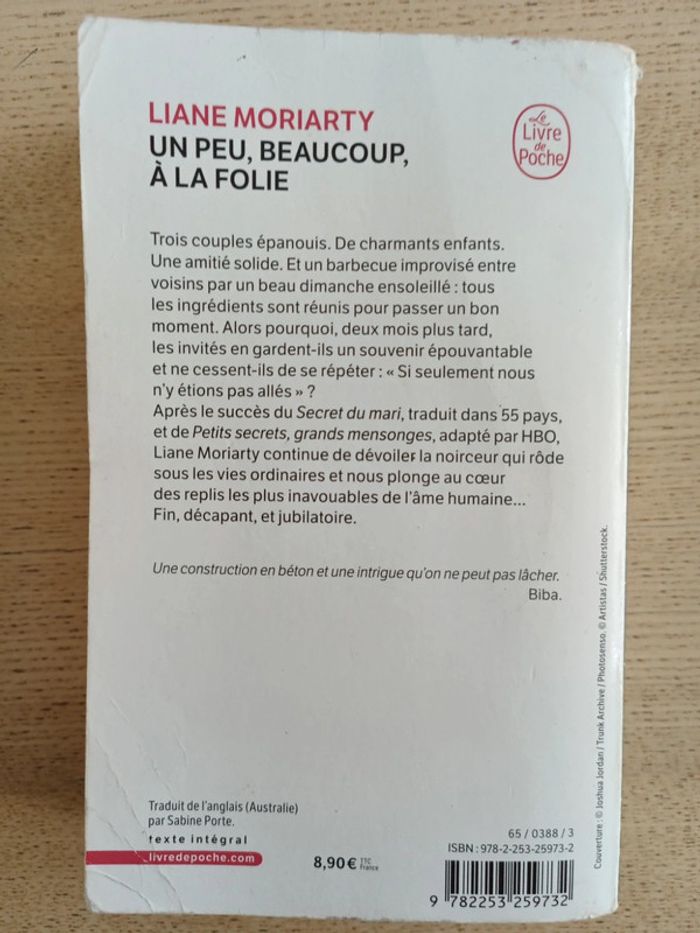 LIANE MORIARTY
UN PEU, BEAUCOUP,
À LA FOLIE
Le
Livre
de
Poche
Trois couples épanouis. De charmants enfants.
Une amitié solide. Et un barbecue improvisé entre
voisins par un beau dimanche ensoleillé : tous
les ingrédients sont réunis pour passer un bon
moment. Alors pourquoi, deux mois plus tard,
les invités en gardent-ils un souvenir épouvantable
et ne cessent-ils de se répéter : « Si seulement nous
n'y étions pas allés » ?
Après le succès du Secret du mari, traduit dans 55 pays,
et de Petits secrets, grands mensonges, adapté par HBO,
Liane Moriarty continue de dévoiler la noirceur qui rôde
sous les vies ordinaires et nous plonge au cœur
des replis les plus inavouables de l'âme humaine...
Fin, décapant, et jubilatoire.
Une construction en béton et une intrigue qu'on ne peut pas lâcher.
Biba.
Couverture : © Joshua Jordan / Trunk Archive / Photosenso. © Artistas / Shutterstock.
Traduit de l'anglais (Australie)
par Sabine Porte.
texte intégral
livredepoche.com
8,90 € TTC
France
65 / 0388 / 3
ISBN : 978-2-253-25973-2
9 782253 259732